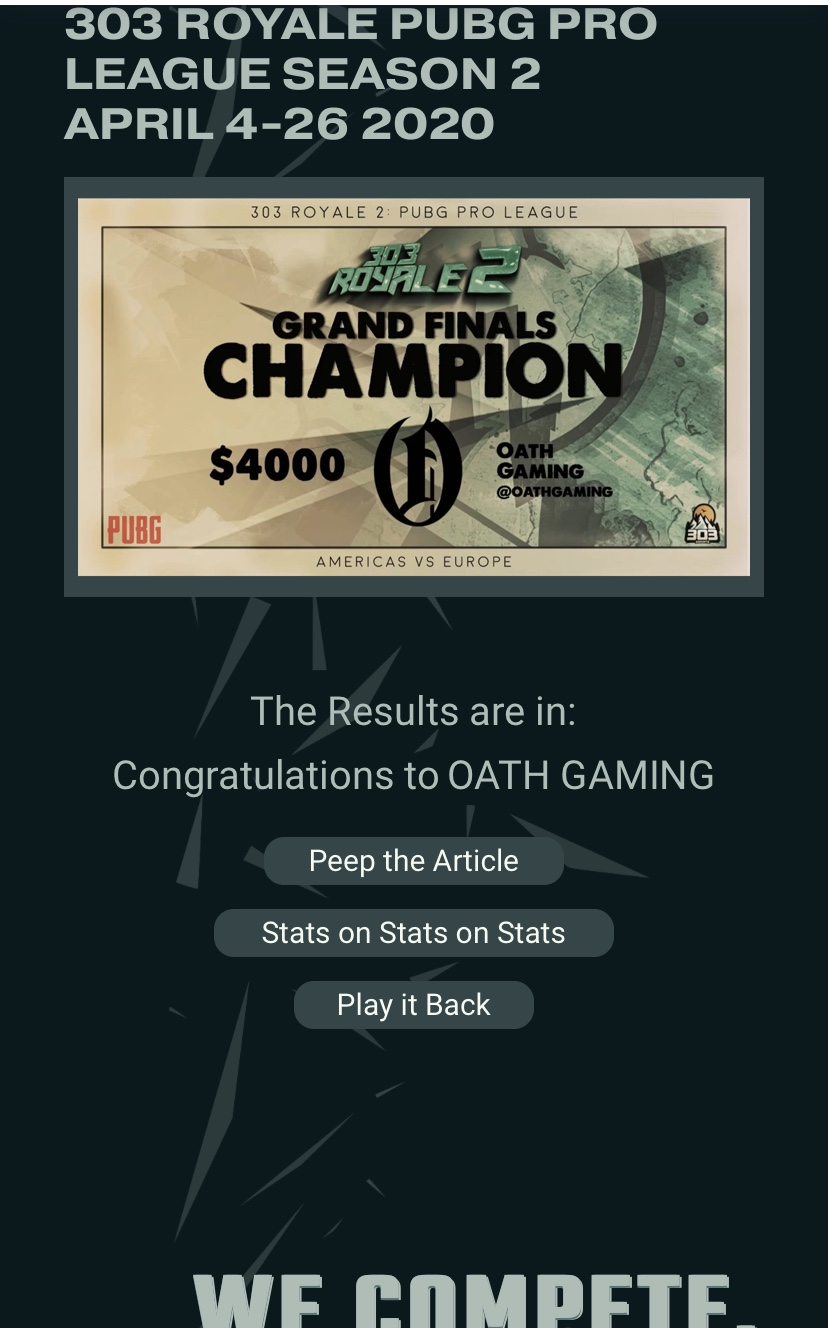 303 ROYALE PUBG PRO
LEAGUE SEASON 2
APRIL 4-26 2020
303 ROYALE 2: PUBG PRO LEAGUE
303
ROYALE 2
GRAND FINALS
CHAMPION
$4000
OATH
GAMING
@OATHGAMING
PUBG
303
AMERICAS VS EUROPE
The Results are in:
Congratulations to OATH GAMING
Peep the Article
Stats on Stats on Stats
Play it Back
WE COMPETE.